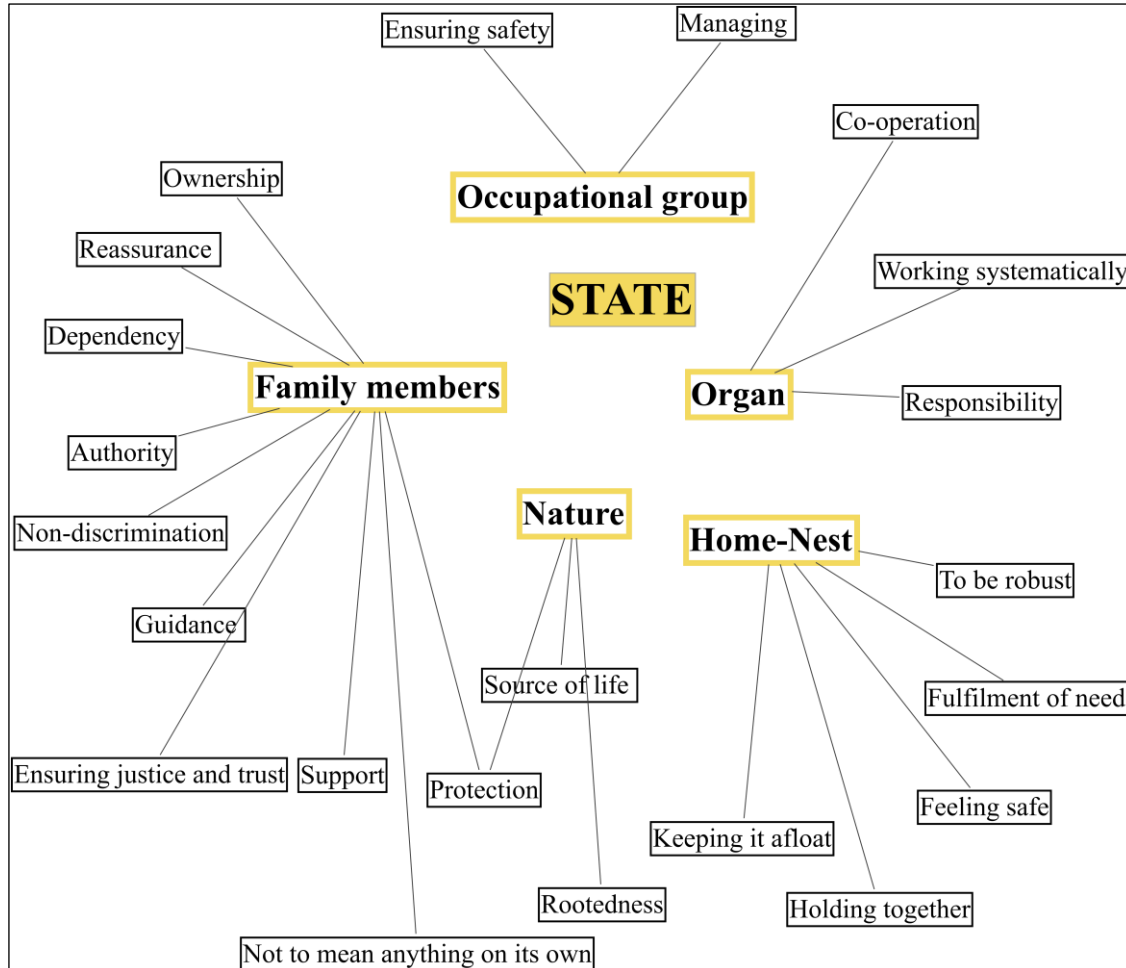 Ensuring safety
Managing
Co-operation
Ownership
Occupational group
Reassurance
Working systematically
STATE
Dependency
Family members
Organ
Responsibility
Authority
Non-discrimination
Nature
Home-Nest
To be robust
Guidance
Source of life
Fulfilment of need
Ensuring justice and trust
Support
Protection
Feeling safe
Keeping it afloat
Rootedness
Holding together
Not to mean anything on its own